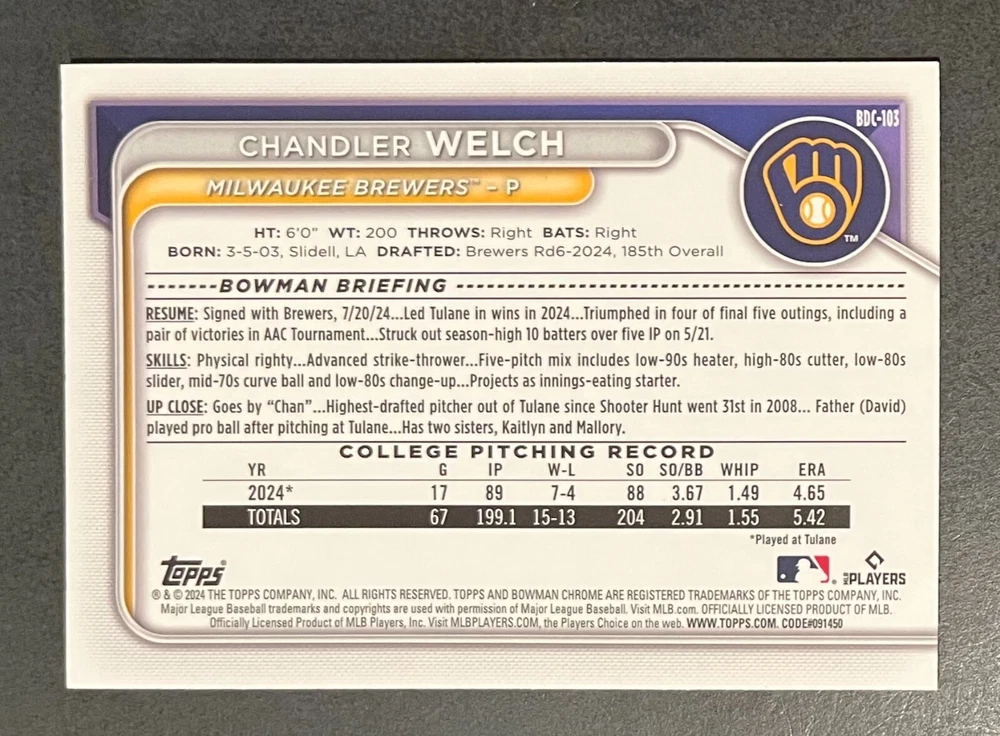 BDC-103
CHANDLER WELCH
MILWAUKEE BREWERS™ – P
TM
HT: 6'0" WT: 200 THROWS: Right BATS: Right
BORN: 3-5-03, Slidell, LA DRAFTED: Brewers Rd6-2024, 185th Overall
BOWMAN BRIEFING
RESUME: Signed with Brewers, 7/20/24...Led Tulane in wins in 2024...Triumphed in four of final five outings, including a
pair of victories in AAC Tournament...Struck out season-high 10 batters over five IP on 5/21.
SKILLS: Physical righty...Advanced strike-thrower...Five-pitch mix includes low-90s heater, high-80s cutter, low-80s
slider, mid-70s curve ball and low-80s change-up...Projects as innings-eating starter.
UP CLOSE: Goes by “Chan”...Highest-drafted pitcher out of Tulane since Shooter Hunt went 31st in 2008... Father (David)
played pro ball after pitching at Tulane...Has two sisters, Kaitlyn and Mallory.
COLLEGE PITCHING RECORD
YR G IP W-L SO SO/BB WHIP ERA
2024* 17 89 7-4 88 3.67 1.49 4.65
TOTALS 67 199.1 15-13 204 2.91 1.55 5.42
*Played at Tulane
Topps® ® MLB PLAYERS
® & © 2024 THE TOPPS COMPANY, INC. ALL RIGHTS RESERVED. TOPPS AND BOWMAN CHROME ARE REGISTERED TRADEMARKS OF THE TOPPS COMPANY, INC.
Major League Baseball trademarks and copyrights are used with permission of Major League Baseball. Visit MLB.com. OFFICIALLY LICENSED PRODUCT OF MLB.
Officially Licensed Product of MLB Players, Inc. Visit MLBPLAYERS.COM, the Players Choice on the web. WWW.TOPPS.COM. CODE#091450